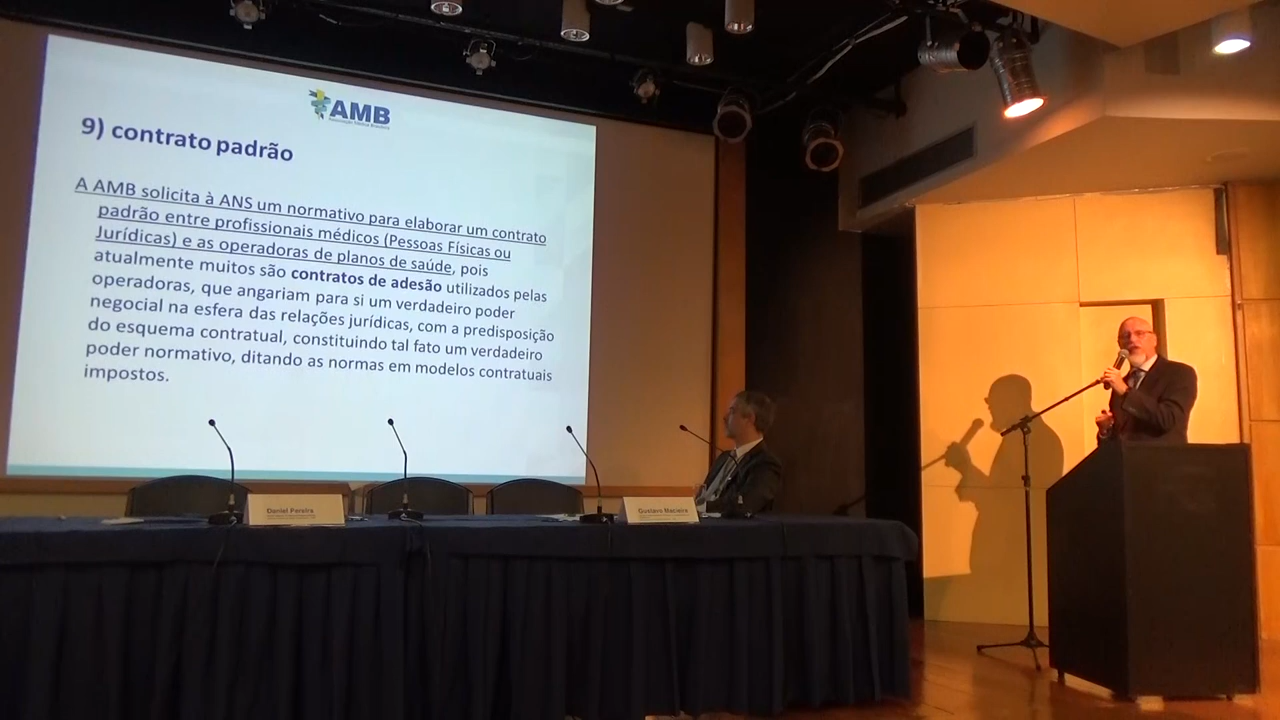 AMB
Associação Médica Brasileira
9) contrato padrão
A AMB solicita à ANS um normativo para elaborar um contrato
padrão entre profissionais médicos (Pessoas Físicas ou
Jurídicas) e as operadoras de planos de saúde, pois
atualmente muitos são contratos de adesão utilizados pelas
operadoras, que angariam para si um verdadeiro poder
negocial na esfera das relações jurídicas, com a predisposição
do esquema contratual, constituindo tal fato um verdadeiro
poder normativo, ditando as normas em modelos contratuais
impostos.
Daniel Pereira
Gustavo Macieira